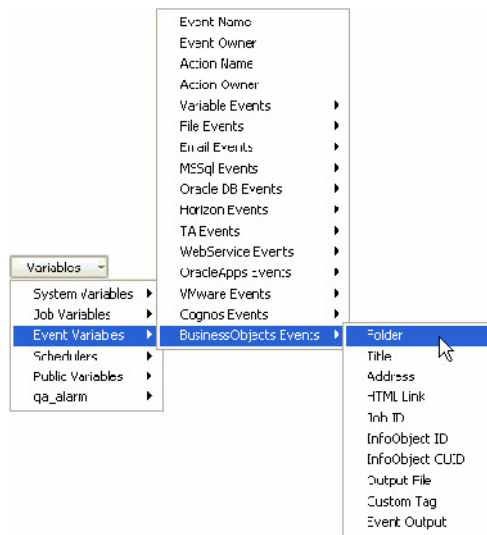 Event Name
Event Owner
Action Name
Action Owner
Variable Events
File Events
Email Events
MSSql Events
Oracle DB Events
Horizon Events
TA Events
WebService Events
OracleApps Events
VMware Events
Cognos Events
BusinessObjects Events
Variables
System Variables
Job Variables
Event Variables
Schedulers
Public Variables
qa_alarm
Folder
Title
Address
HTML Link
Job ID
InfoObject ID
InfoObject CUID
Output File
Custom Tag
Event Output